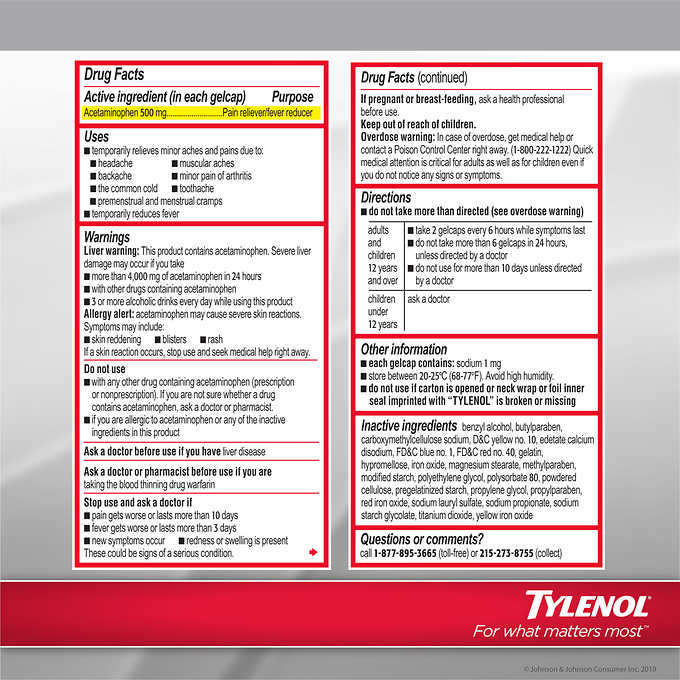 Drug Facts
Active ingredient (in each gelcap) Purpose
Acetaminophen 500 mg...........................Pain reliever/fever reducer
Uses
■ temporarily relieves minor aches and pains due to:
■ headache ■ muscular aches
■ backache ■ minor pain of arthritis
■ the common cold ■ toothache
■ premenstrual and menstrual cramps
■ temporarily reduces fever
Warnings
Liver warning: This product contains acetaminophen. Severe liver
damage may occur if you take
■ more than 4,000 mg of acetaminophen in 24 hours
■ with other drugs containing acetaminophen
■ 3 or more alcoholic drinks every day while using this product
Allergy alert: acetaminophen may cause severe skin reactions.
Symptoms may include:
■ skin reddening ■ blisters ■ rash
If a skin reaction occurs, stop use and seek medical help right away.
Do not use
■ with any other drug containing acetaminophen (prescription
or nonprescription). If you are not sure whether a drug
contains acetaminophen, ask a doctor or pharmacist.
■ if you are allergic to acetaminophen or any of the inactive
ingredients in this product
Ask a doctor before use if you have liver disease
Ask a doctor or pharmacist before use if you are
taking the blood thinning drug warfarin
Stop use and ask a doctor if
■ pain gets worse or lasts more than 10 days
■ fever gets worse or lasts more than 3 days
■ new symptoms occur ■ redness or swelling is present
These could be signs of a serious condition.
Drug Facts (continued)
If pregnant or breast-feeding, ask a health professional
before use.
Keep out of reach of children.
Overdose warning: In case of overdose, get medical help or
contact a Poison Control Center right away. (1-800-222-1222) Quick
medical attention is critical for adults as well as for children even if
you do not notice any signs or symptoms.
Directions
■ do not take more than directed (see overdose warning)
adults ■ take 2 gelcaps every 6 hours while symptoms last
and ■ do not take more than 6 gelcaps in 24 hours,
children unless directed by a doctor
12 years ■ do not use for more than 10 days unless directed
and over by a doctor
children ask a doctor
under
12 years
Other information
■ each gelcap contains: sodium 1 mg
■ store between 20-25°C (68-77°F). Avoid high humidity.
■ do not use if carton is opened or neck wrap or foil inner
seal imprinted with “TYLENOL” is broken or missing
Inactive ingredients benzyl alcohol, butylparaben,
carboxymethylcellulose sodium, D&C yellow no. 10, edetate calcium
disodium, FD&C blue no. 1, FD&C red no. 40, gelatin,
hypromellose, iron oxide, magnesium stearate, methylparaben,
modified starch, polyethylene glycol, polysorbate 80, powdered
cellulose, pregelatinized starch, propylene glycol, propylparaben,
red iron oxide, sodium lauryl sulfate, sodium propionate, sodium
starch glycolate, titanium dioxide, yellow iron oxide
Questions or comments?
call 1-877-895-3665 (toll-free) or 215-273-8755 (collect)
TYLENOL®
For what matters most™
© Johnson & Johnson Consumer Inc. 2019